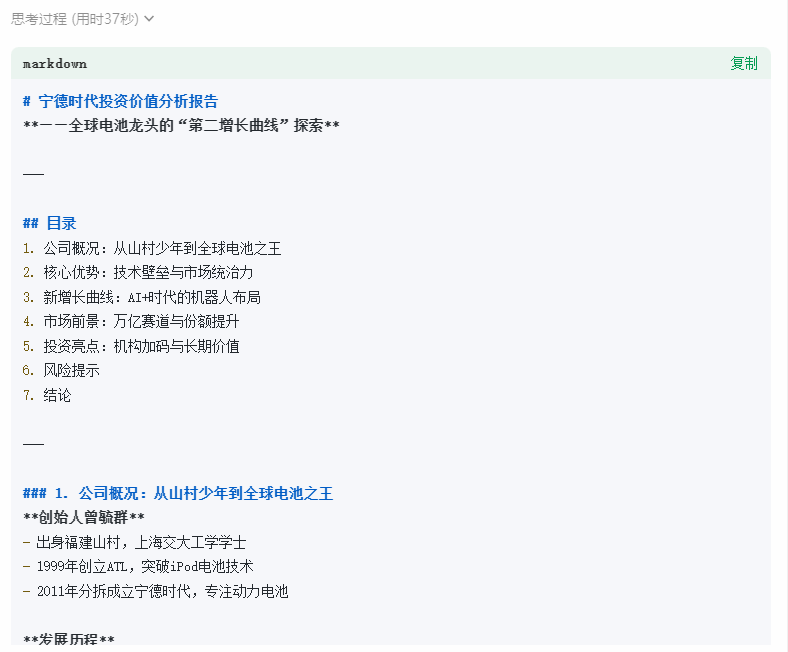 思考过程 (用时37秒)
markdown
复制
# 宁德时代投资价值分析报告
**——全球电池龙头的“第二增长曲线”探索**
---
## 目录
1. 公司概况：从山村少年到全球电池之王
2. 核心优势：技术壁垒与市场统治力
3. 新增长曲线：AI+时代的机器人布局
4. 市场前景：万亿赛道与份额提升
5. 投资亮点：机构加码与长期价值
6. 风险提示
7. 结论
---
### 1. 公司概况：从山村少年到全球电池之王
**创始人曾毓群**
- 出身福建山村，上海交大工学学士
- 1999年创立ATL，突破iPod电池技术
- 2011年分拆成立宁德时代，专注动力电池
**发展历程**